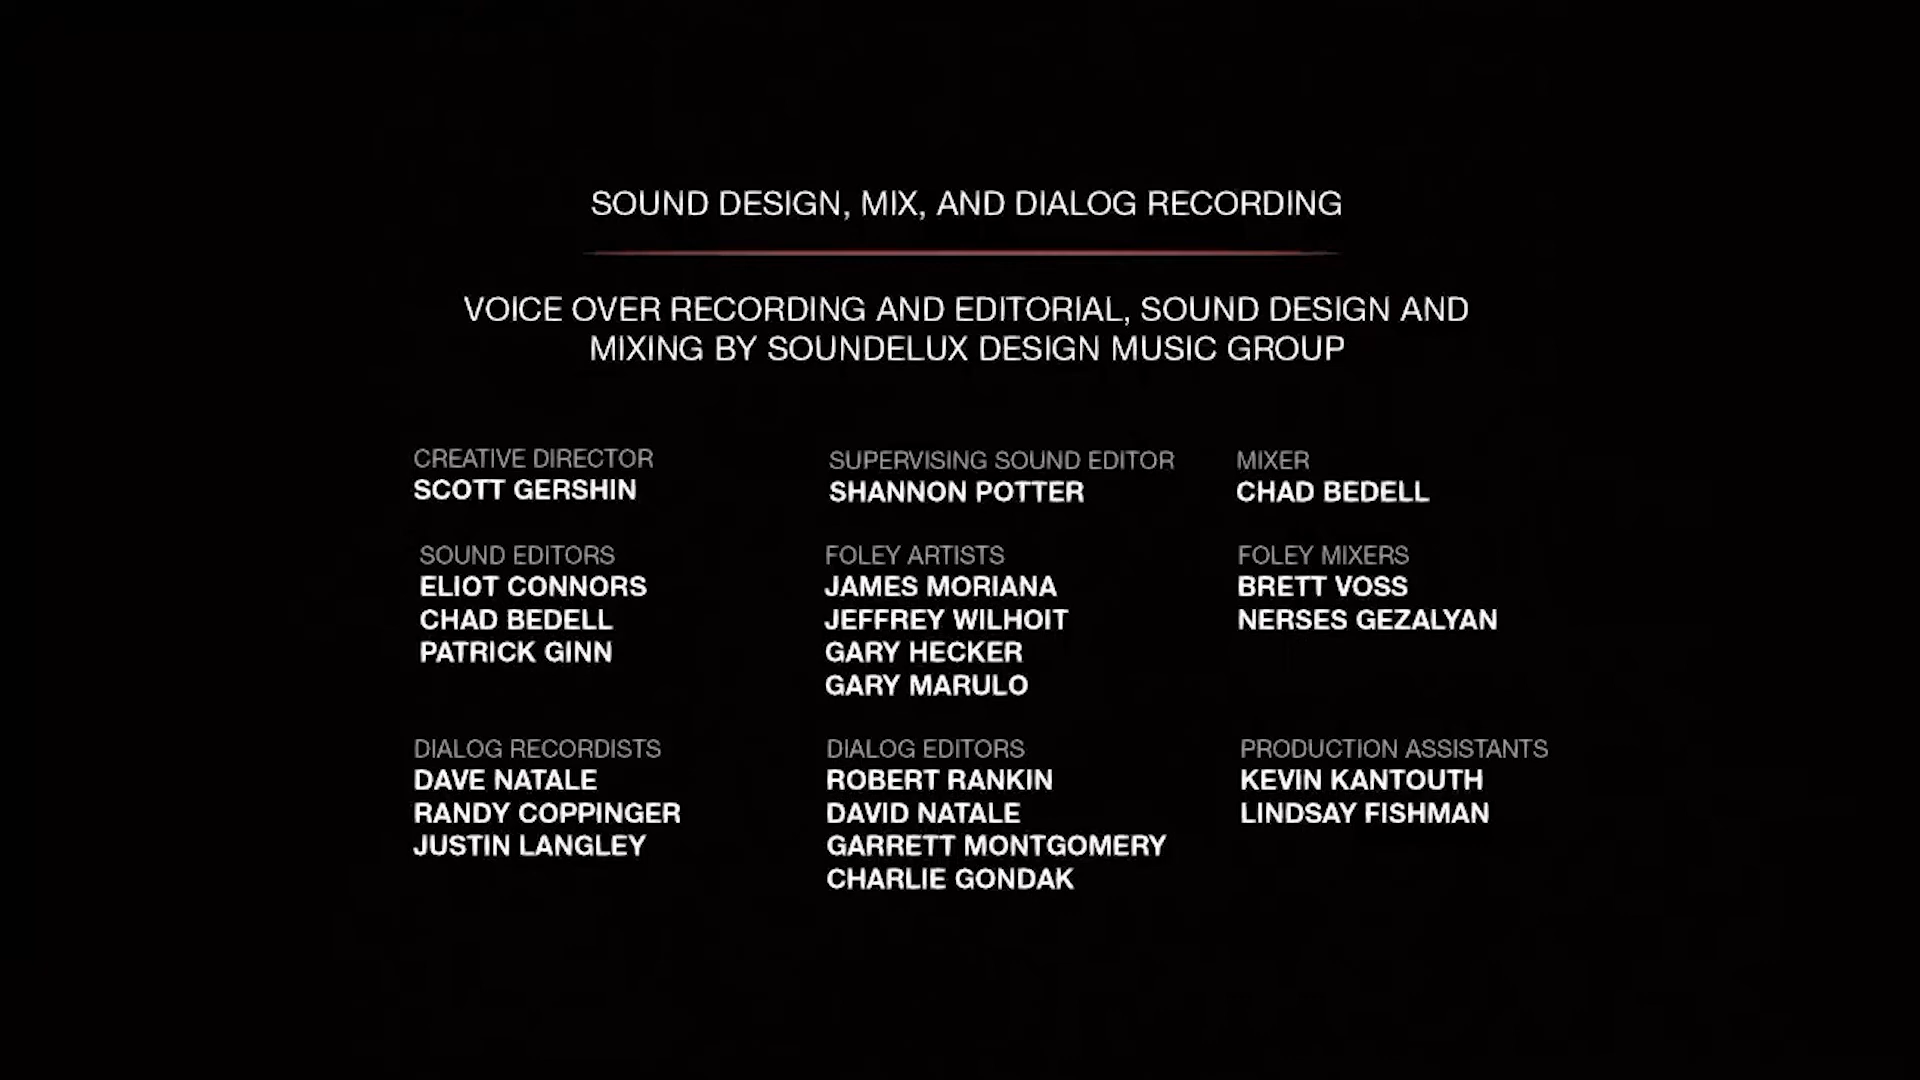 SOUND DESIGN, MIX, AND DIALOG RECORDING
VOICE OVER RECORDING AND EDITORIAL, SOUND DESIGN AND
MIXING BY SOUNDELUX DESIGN MUSIC GROUP
CREATIVE DIRECTOR
SCOTT GERSHIN
SUPERVISING SOUND EDITOR
SHANNON POTTER
MIXER
CHAD BEDELL
SOUND EDITORS
ELIOT CONNORS
CHAD BEDELL
PATRICK GINN
FOLEY ARTISTS
JAMES MORIANA
JEFFREY WILHOIT
GARY HECKER
GARY MARULO
FOLEY MIXERS
BRETT VOSS
NERSES GEZALYAN
DIALOG RECORDISTS
DAVE NATALE
RANDY COPPINGER
JUSTIN LANGLEY
DIALOG EDITORS
ROBERT RANKIN
DAVID NATALE
GARRETT MONTGOMERY
CHARLIE GONDAK
PRODUCTION ASSISTANTS
KEVIN KANTOUTH
LINDSAY FISHMAN